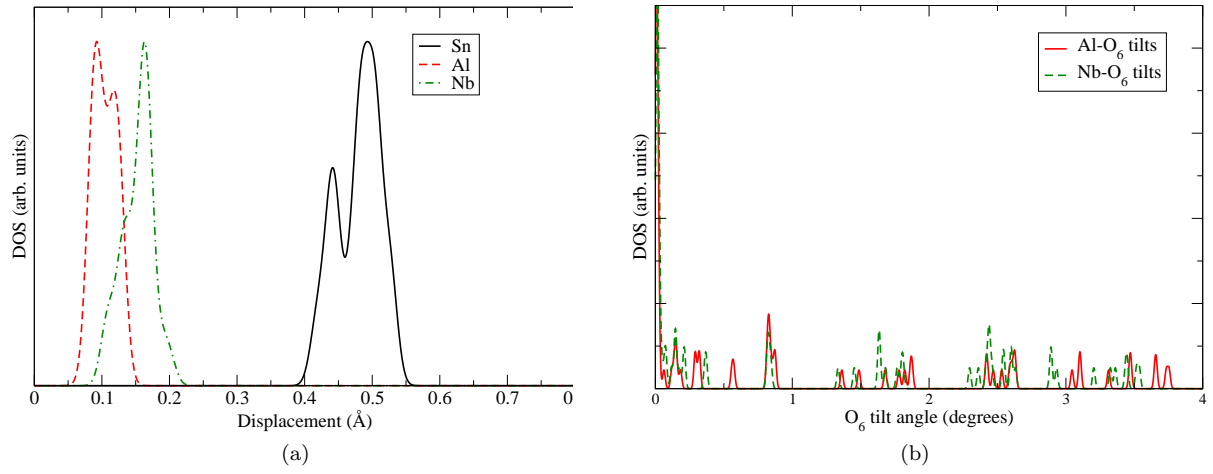 Sn
Al
Nb
DOS (arb. units)
0 0.1 0.2 0.3 0.4 0.5 0.6 0.7 0.
Displacement (Å)
(a)
Al-O6 tilts
Nb-O6 tilts
DOS (arb. units)
0 1 2 3 4
O6 tilt angle (degrees)
(b)